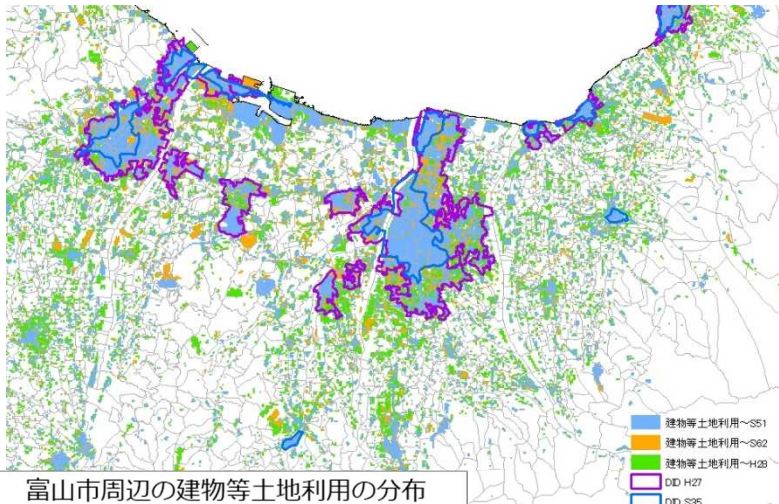 建物等土地利用～S51
建物等土地利用～S62
建物等土地利用～H28
DID H27
DID S35
富山市周辺の建物等土地利用の分布